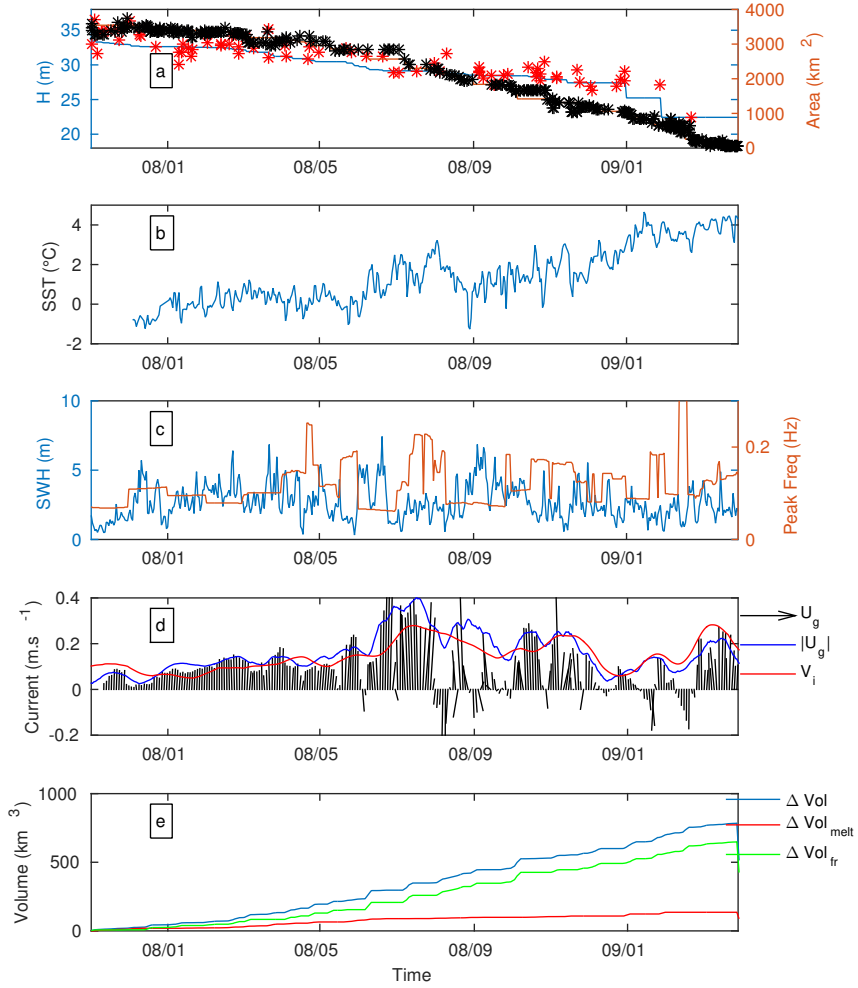 35
30
25
20
H (m)
a
4000
3000
2000
1000
0
Area (km 2)
08/01
08/05
08/09
09/01
4
2
0
-2
SST (°C)
b
08/01
08/05
08/09
09/01
10
5
0
SWH (m)
c
0.2
0
Peak Freq (Hz)
08/01
08/05
08/09
09/01
0.4
0.2
0
-0.2
Current (m.s -1)
d
U g
|U g|
V i
08/01
08/05
08/09
09/01
1000
500
0
Volume (km 3)
e
Δ Vol
Δ Vol melt
Δ Vol fr
08/01
08/05
08/09
09/01
Time